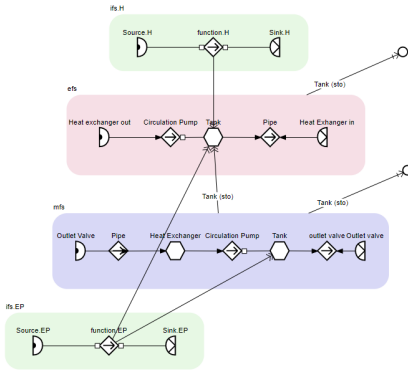 ifs.H
Source.H function.H Sink.H
Tank (sto)
efs
Heat exchanger out Circulation Pump Tank Pipe Heat Exhanger in
Tank (sto) Tank (sto)
mfs
Outlet Valve Pipe Heat Exchanger Circulation Pump Tank outlet valve Outlet valve
ifs.EP
Source.EP function.EP Sink.EP